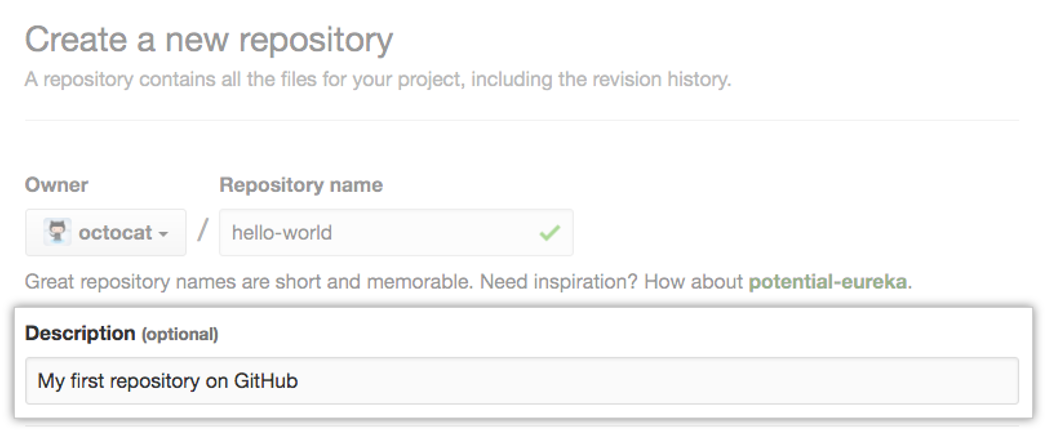 Create a new repository
A repository contains all the files for your project, including the revision history.
Owner Repository name
octocat / hello-world
Great repository names are short and memorable. Need inspiration? How about potential-eureka.
Description (optional)
My first repository on GitHub